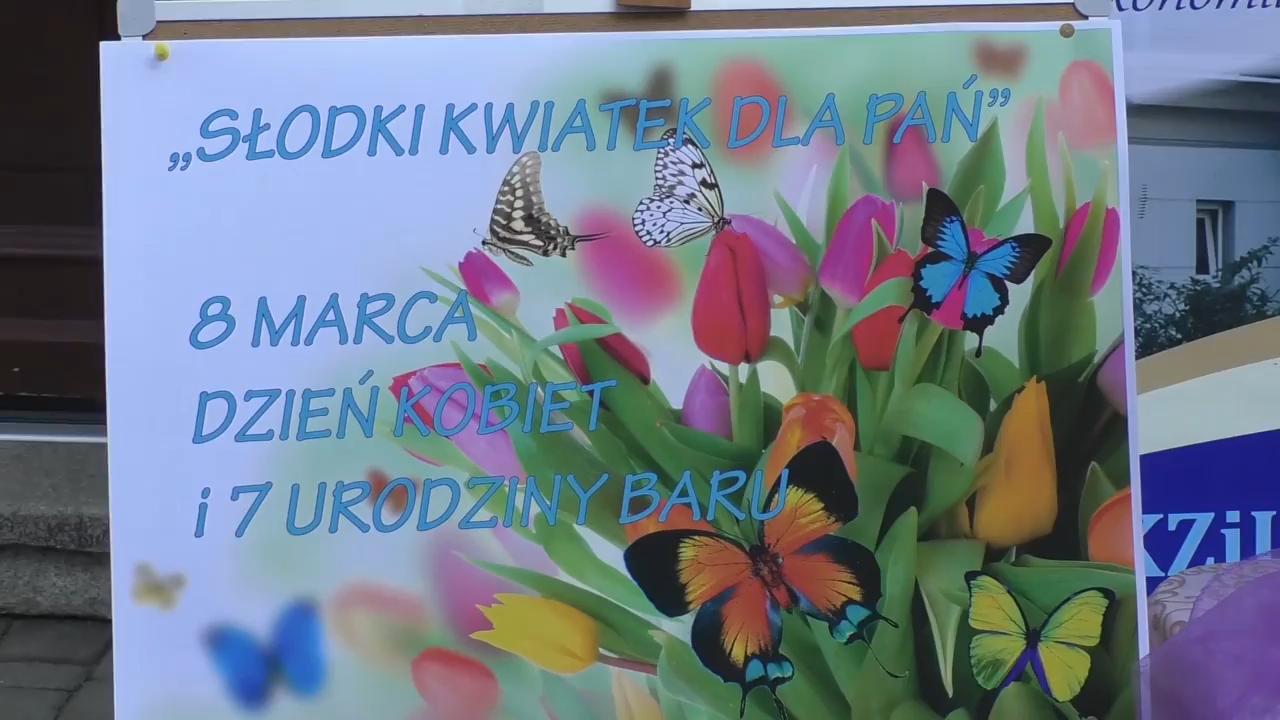 „SŁODKI KWIATEK DLA PAŃ”
8 MARCA
DZIEŃ KOBIET
i 7 URODZINY BARU